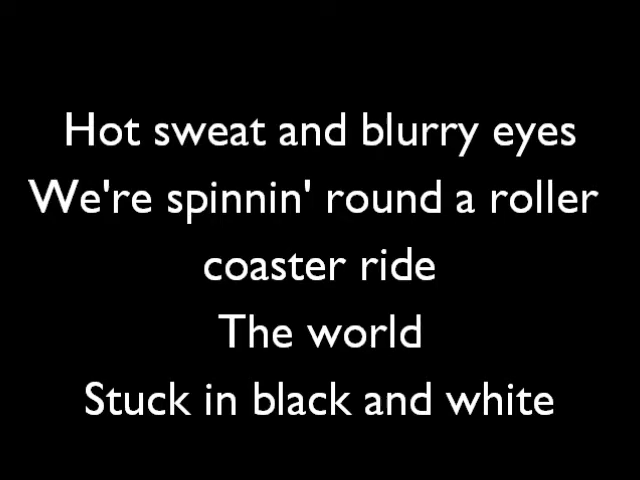 Hot sweat and blurry eyes
We're spinnin' round a roller
coaster ride
The world
Stuck in black and white